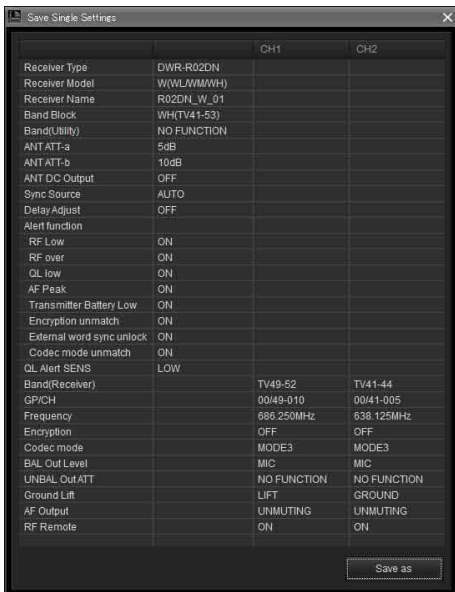 Save Single Settings
CH1 CH2
Receiver Type DWR-R02DN
Receiver Model W(WL/WM/WH)
Receiver Name R02DN_W_01
Band Block WH(TV41-53)
Band(Utility) NO FUNCTION
ANT ATT-a 5dB
ANT ATT-b 10dB
ANT DC Output OFF
Sync Source AUTO
Delay Adjust OFF
Alert function
RF Low ON
RF over ON
QL low ON
AF Peak ON
Transmitter Battery Low ON
Encryption unmatch ON
External word sync unlock ON
Codec mode unmatch ON
QL Alert SENS LOW
Band(Receiver) TV49-52 TV41-44
GP/CH 00/49-010 00/41-005
Frequency 686.250MHz 638.125MHz
Encryption OFF OFF
Codec mode MODE3 MODE3
BAL Out Level MIC MIC
UNBAL Out ATT NO FUNCTION NO FUNCTION
Ground Lift LIFT GROUND
AF Output UNMUTING UNMUTING
RF Remote ON ON
Save as